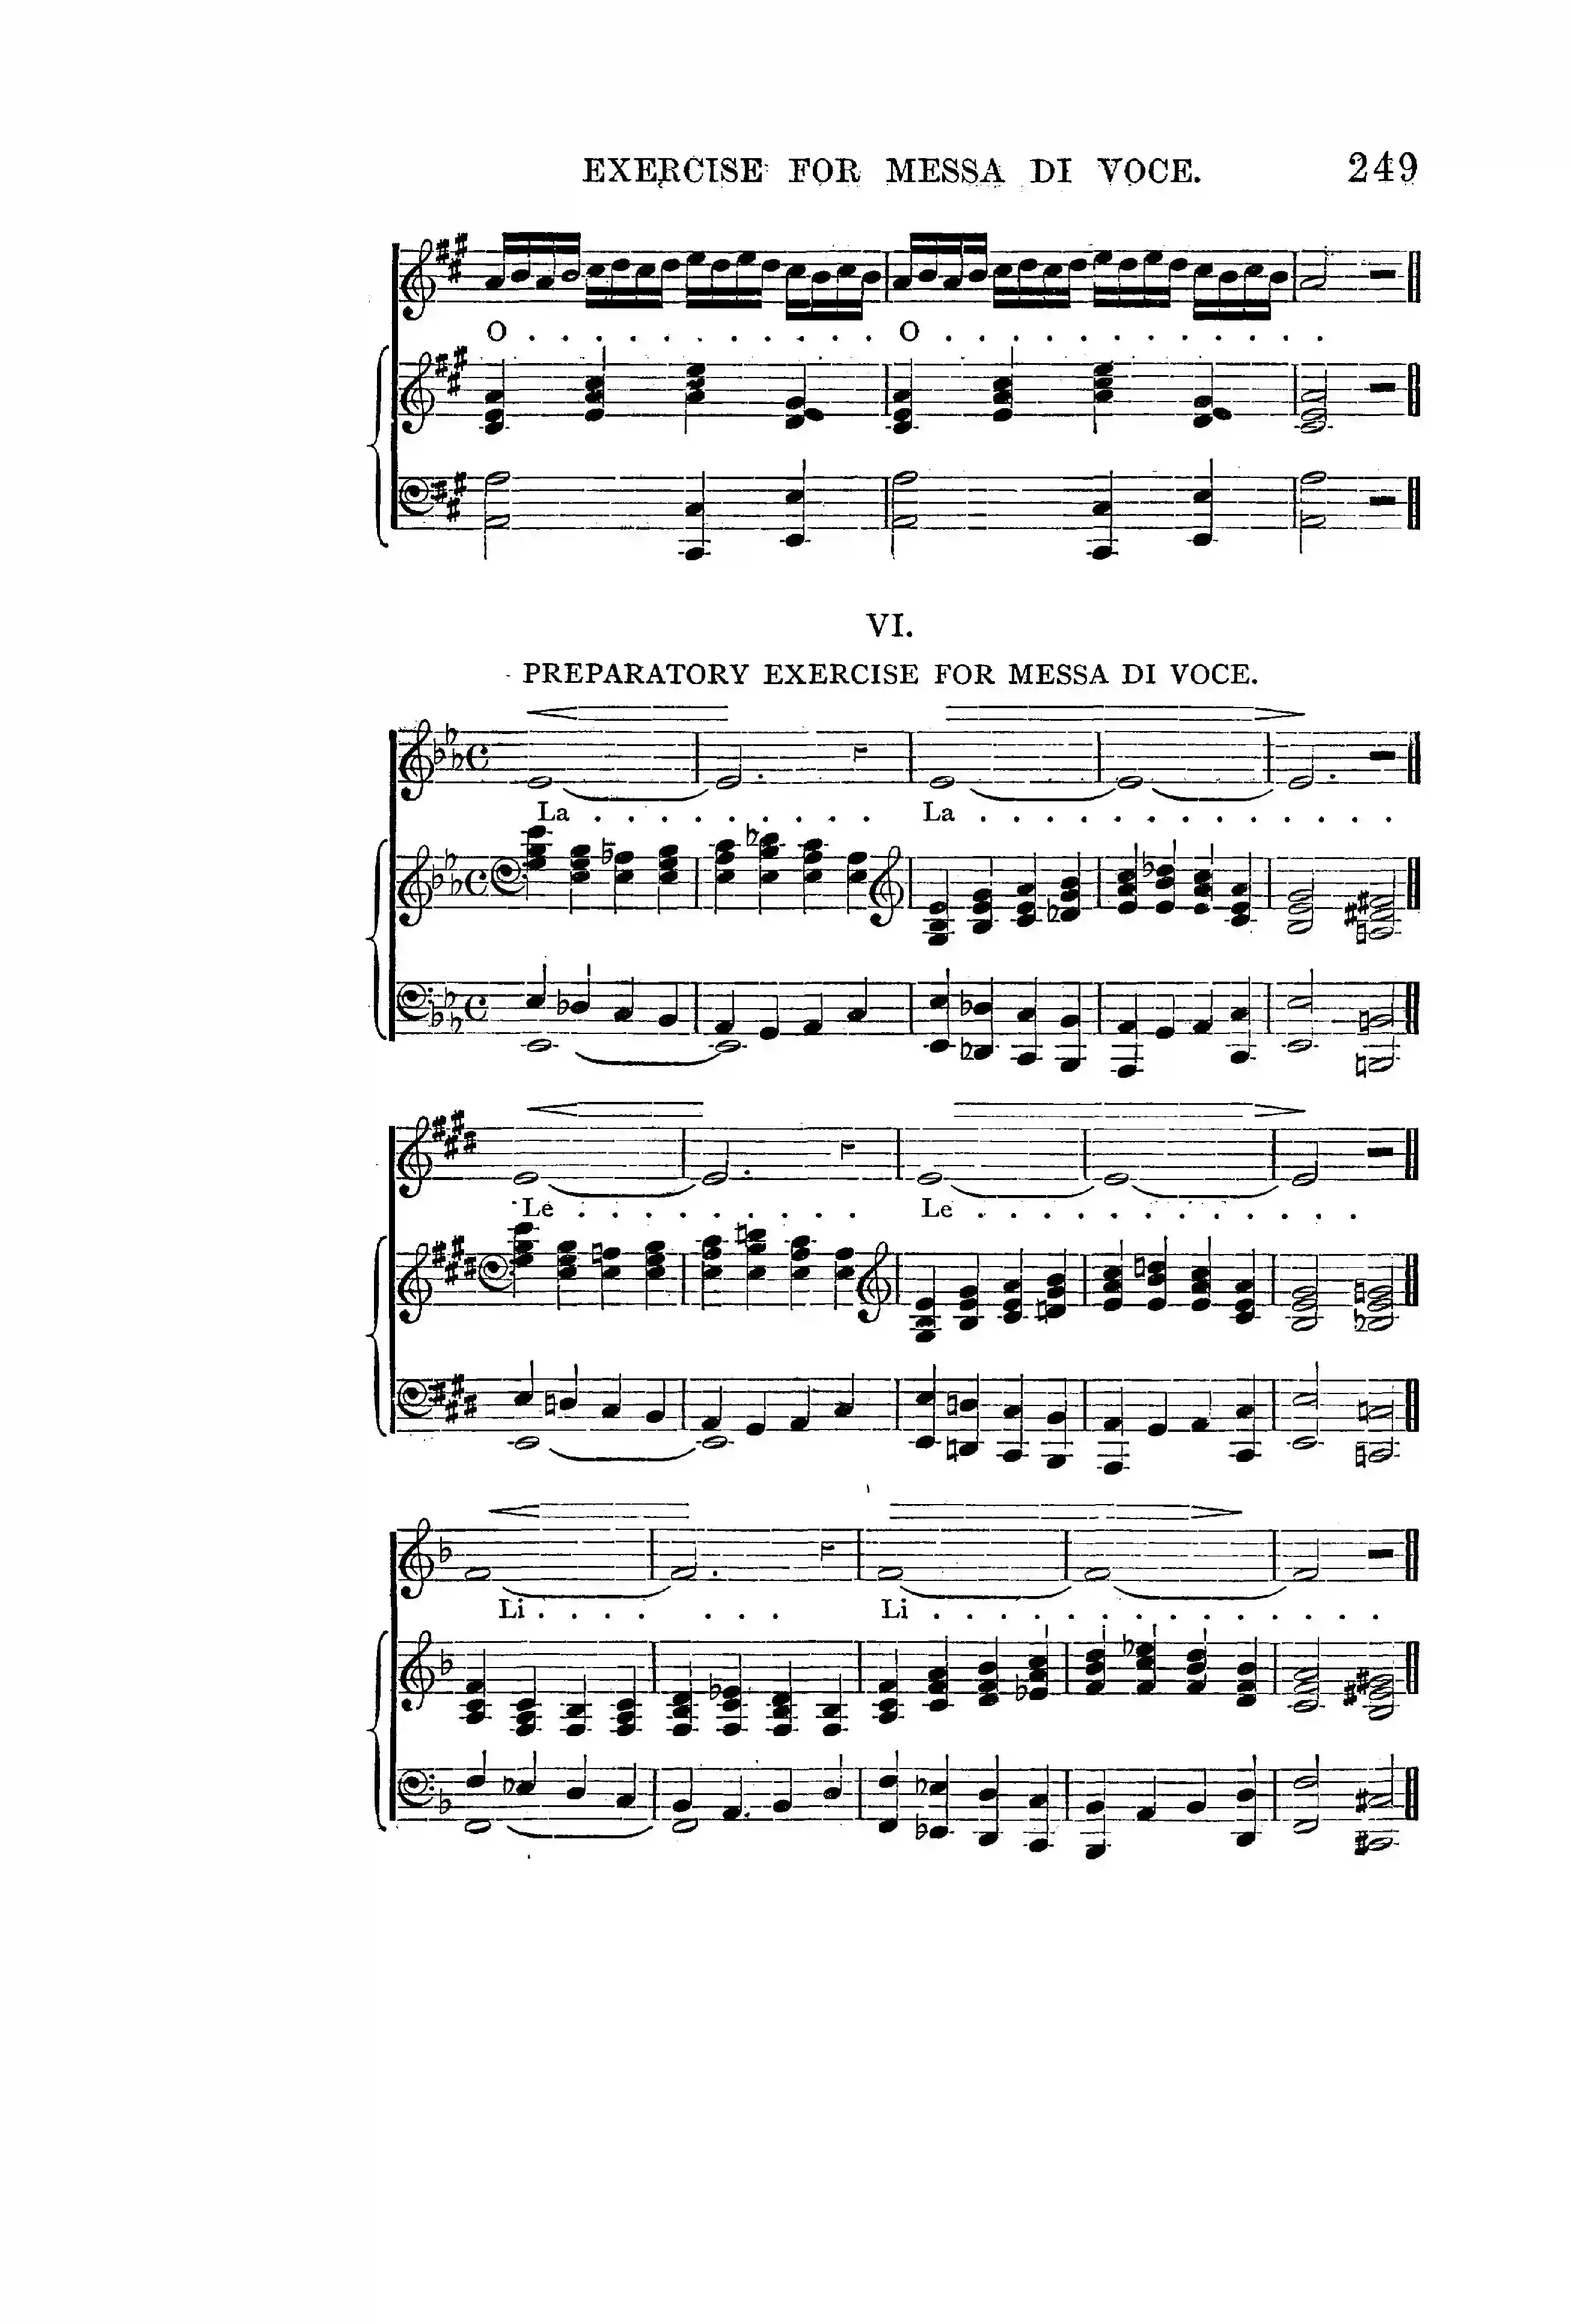 EXERCISE FOR MESSA DI VOCE. 249
O . . . . . . . . . . . O . . . . . . . . . . . .
VI.
PREPARATORY EXERCISE FOR MESSA DI VOCE.
La . . . . . . . . . La . . . . . . . . . . . . .
Le . . . . . . . . . Le . . . . . . . . . . . .
Li . . . . . . . Li . . . . . . . . . . . . . .